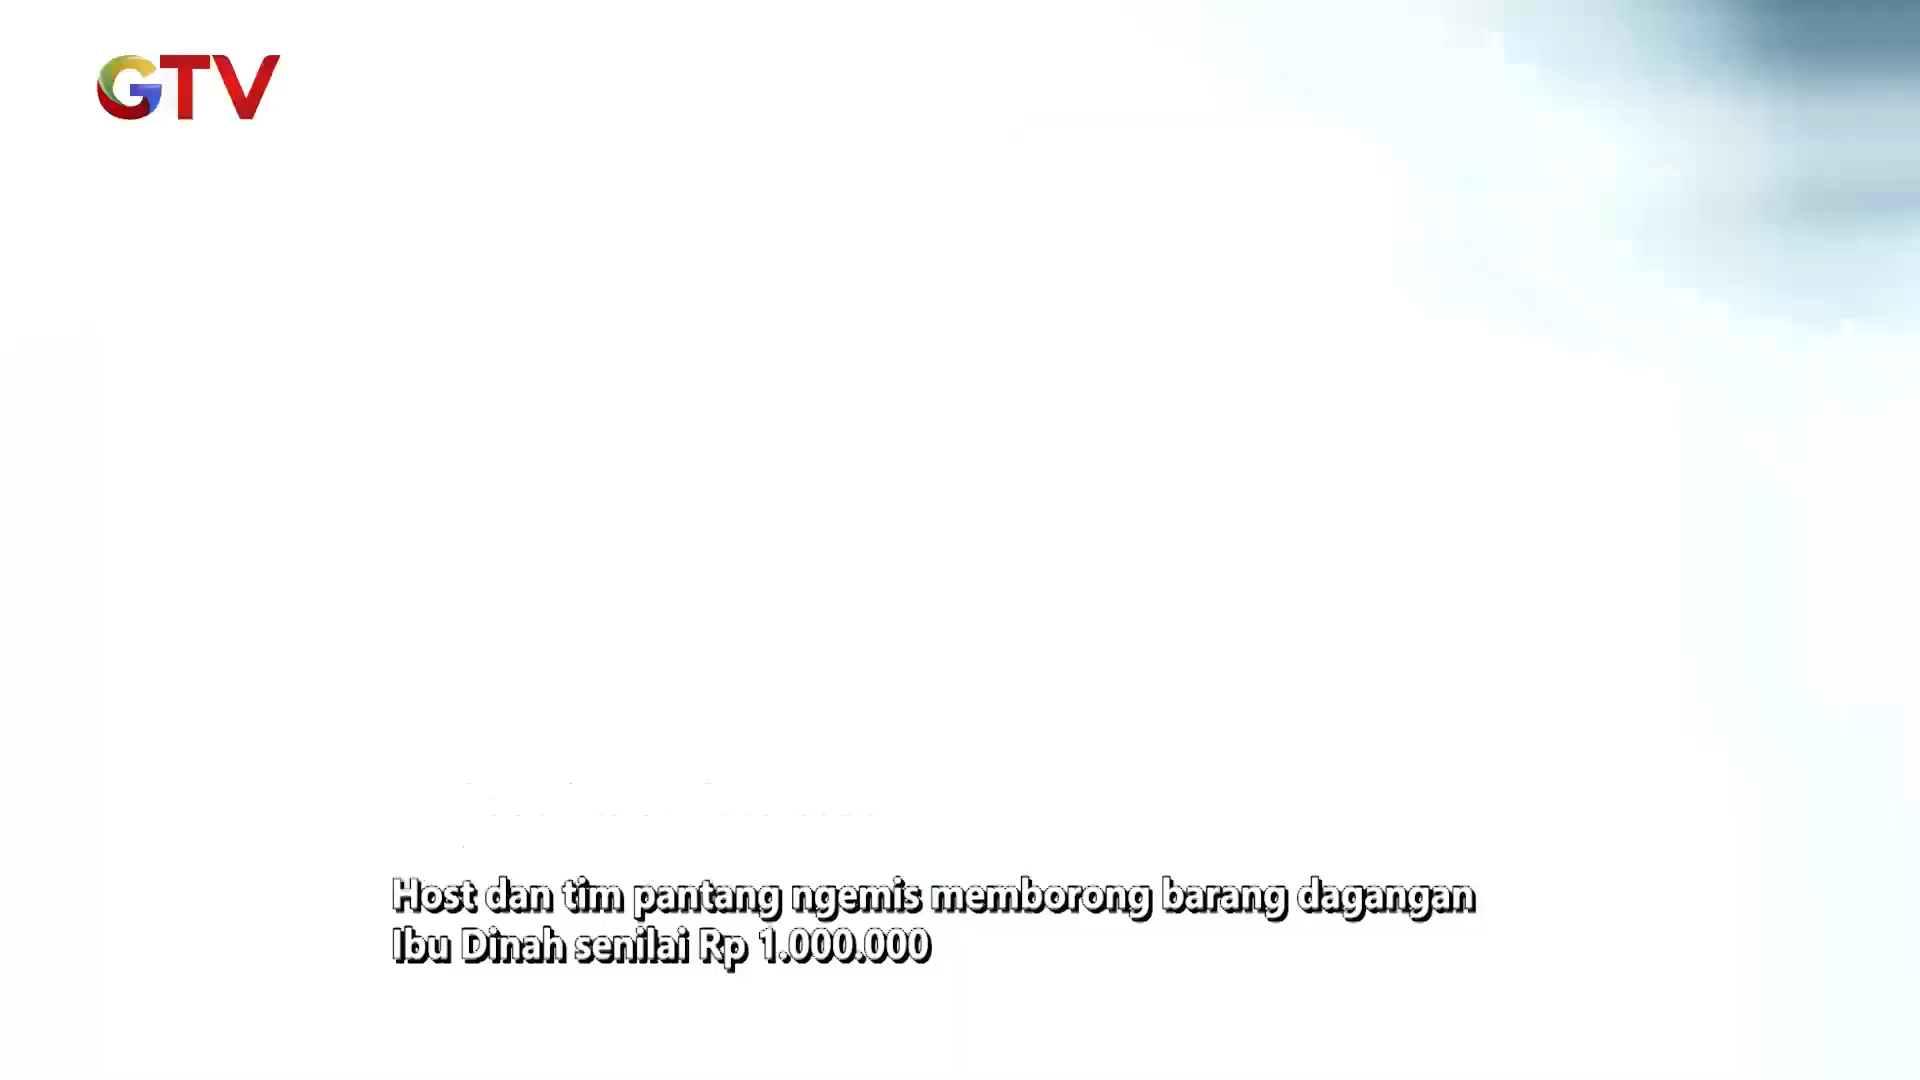 GTV
Host dan tim pantang ngemis memborong barang dagangan
Ibu Dinah senilai Rp 1.000.000